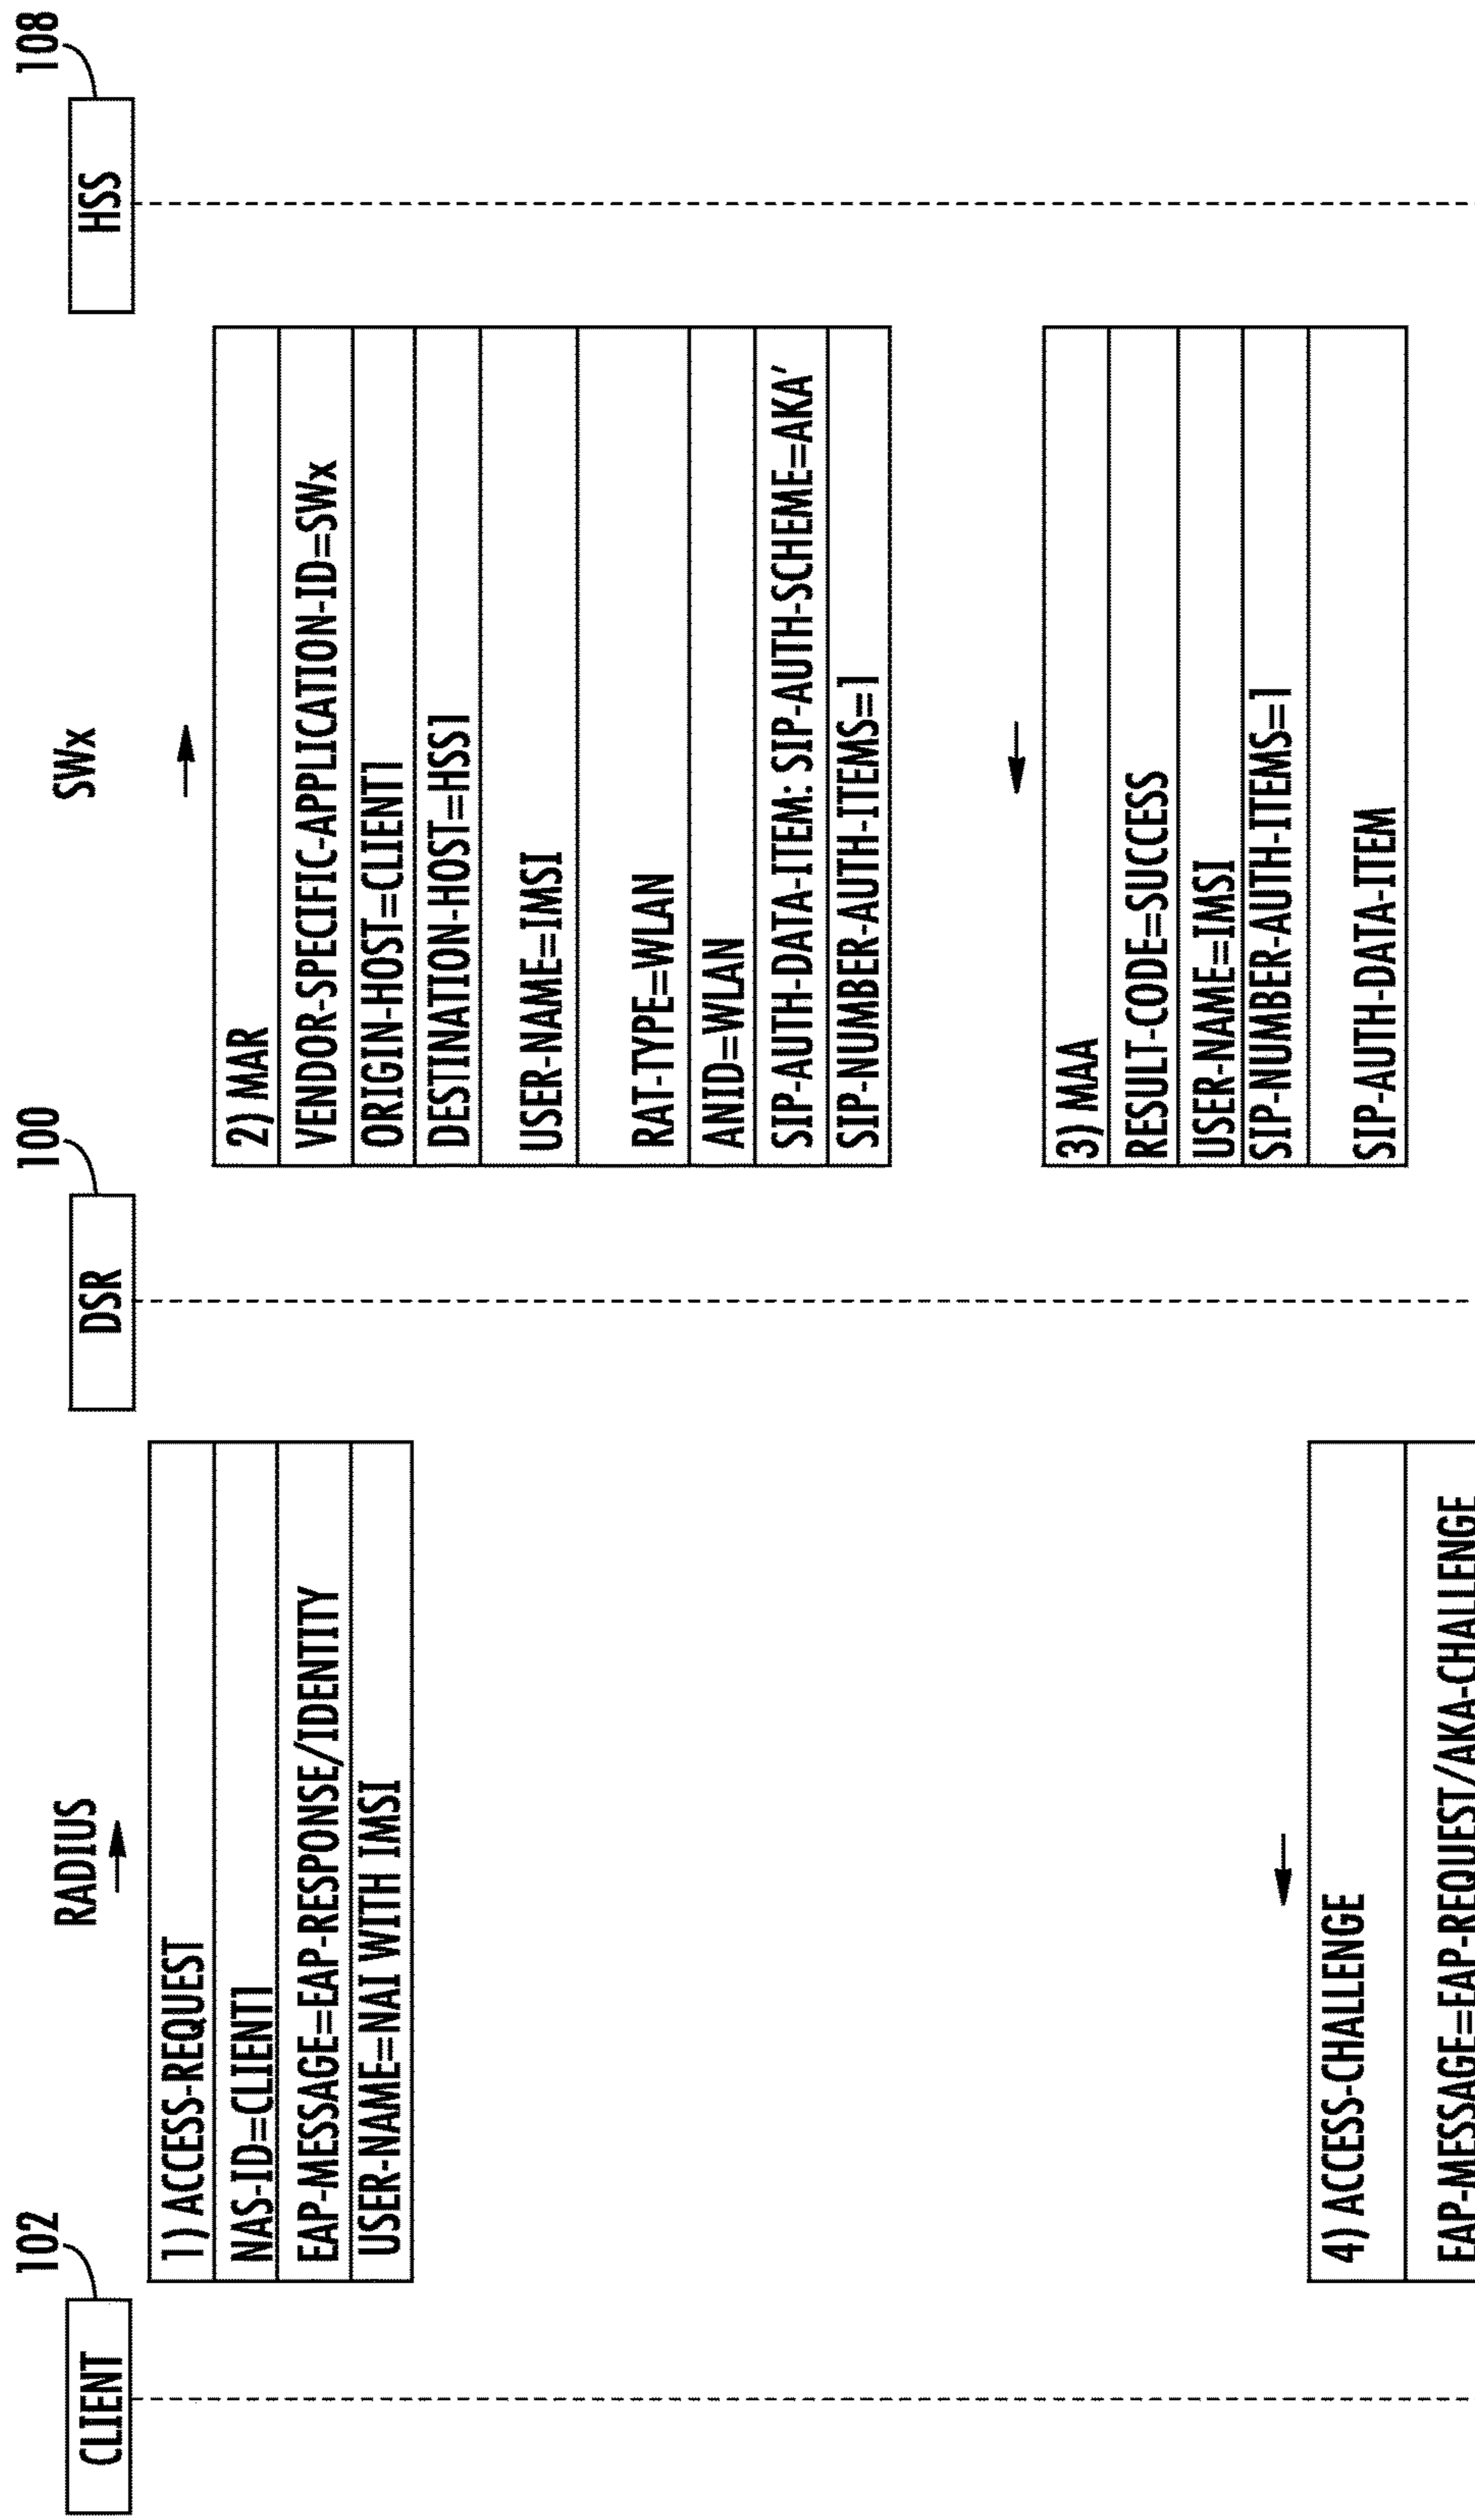 102
CLIENT
RADIUS
1) ACCESS-REQUEST
NAS-ID=CLIENT1
EAP-MESSAGE=EAP-RESPONSE/IDENTITY
USER-NAME=NAI WITH IMSI
100
DSR
SWx
108
HSS
2) MAR
VENDOR-SPECIFIC-APPLICATION-ID=SWx
ORIGIN-HOST=CLIENT1
DESTINATION-HOST=HSS1
USER-NAME=IMSI
RAT-TYPE=WLAN
ANID=WLAN
SIP-AUTH-DATA-ITEM: SIP-AUTH-SCHEME=AKA'
SIP-NUMBER-AUTH-ITEMS=1
3) MAA
RESULT-CODE=SUCCESS
USER-NAME=IMSI
SIP-NUMBER-AUTH-ITEMS=1
SIP-AUTH-DATA-ITEM
4) ACCESS-CHALLENGE
EAP-MESSAGE=EAP-REQUEST/AKA-CHALLENGE